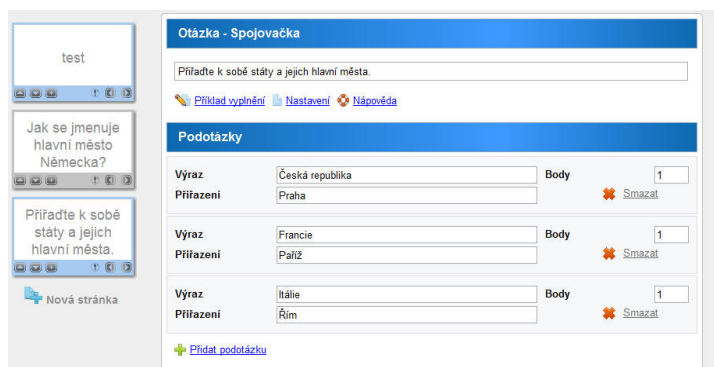 test
Jak se jmenuje
hlavní město
Německa?
Přiřaďte k sobě
státy a jejich
hlavní města.
Nová stránka
Otázka - Spojovačka
Přiřaďte k sobě státy a jejich hlavní města.
Příklad vyplnění Nastavení Nápověda
Podotázky
Výraz Česká republika Body 1
Přiřazení Praha Smazat
Výraz Francie Body 1
Přiřazení Paříž Smazat
Výraz Itálie Body 1
Přiřazení Řím Smazat
Přidat podotázku